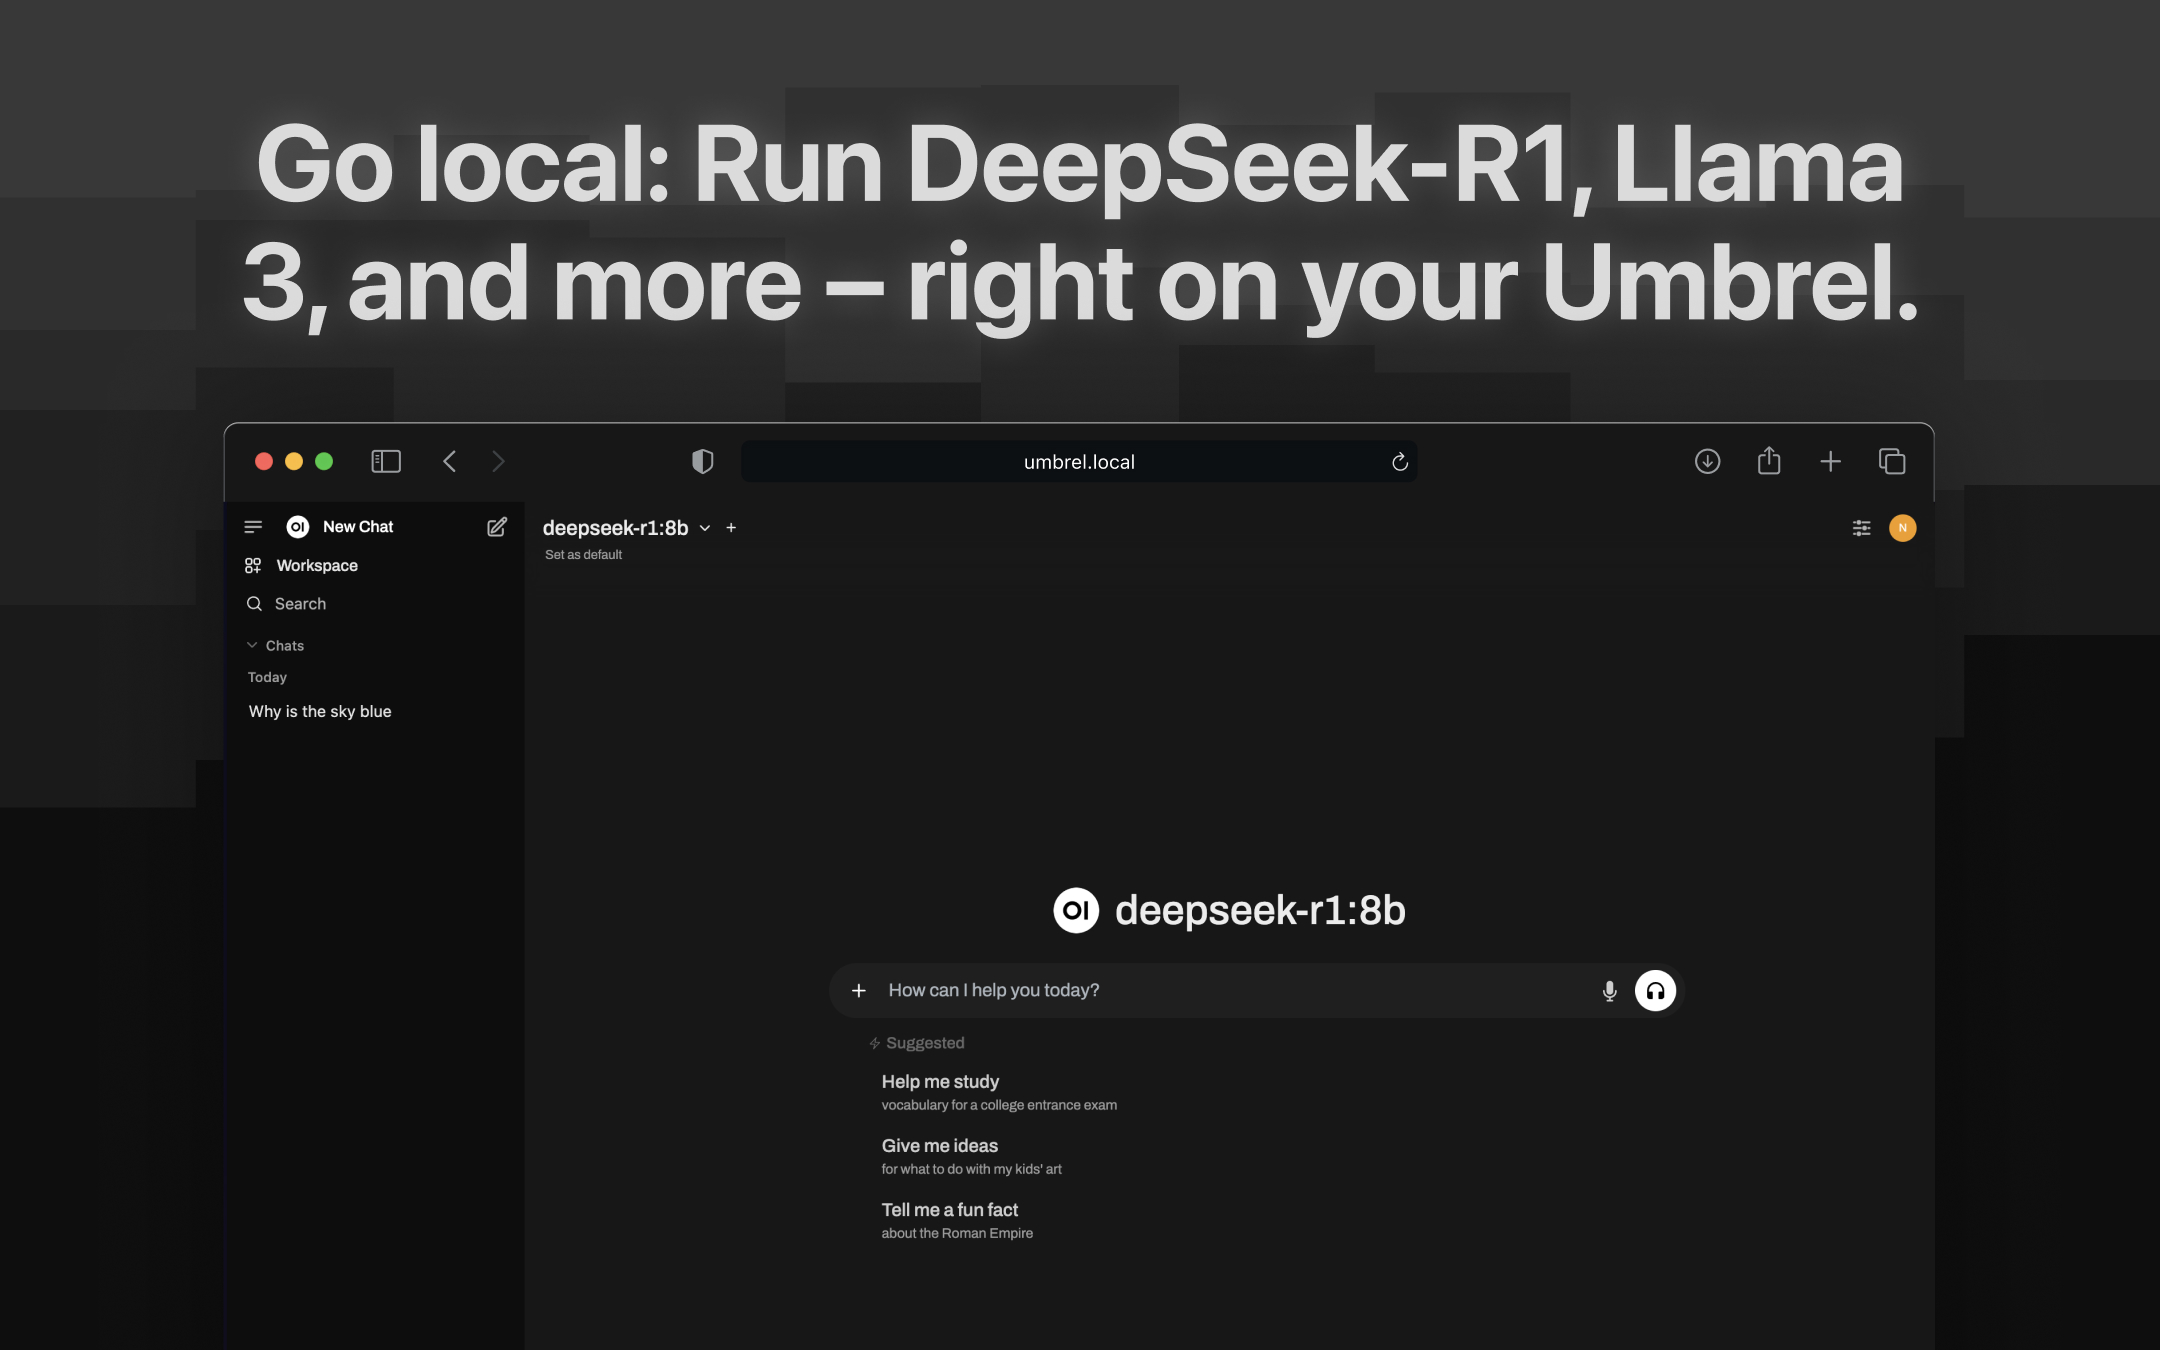 Go local: Run DeepSeek-R1, Llama
3, and more – right on your Umbrel.
umbrel.local
OI New Chat
Workspace
Search
Chats
Today
Why is the sky blue
deepseek-r1:8b
Set as default
N
OI deepseek-r1:8b
How can I help you today?
Suggested
Help me study
vocabulary for a college entrance exam
Give me ideas
for what to do with my kids' art
Tell me a fun fact
about the Roman Empire